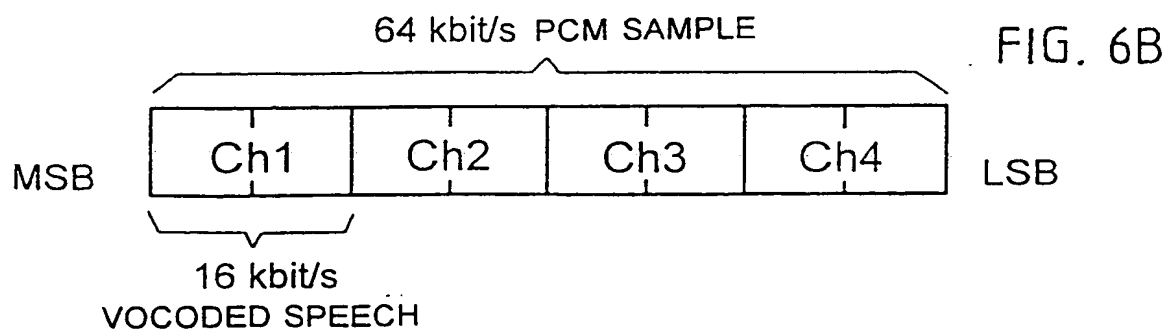 64 kbit/s PCM SAMPLE
FIG. 6B
MSB
Ch1
Ch2
Ch3
Ch4
LSB
16 kbit/s
VOCODED SPEECH